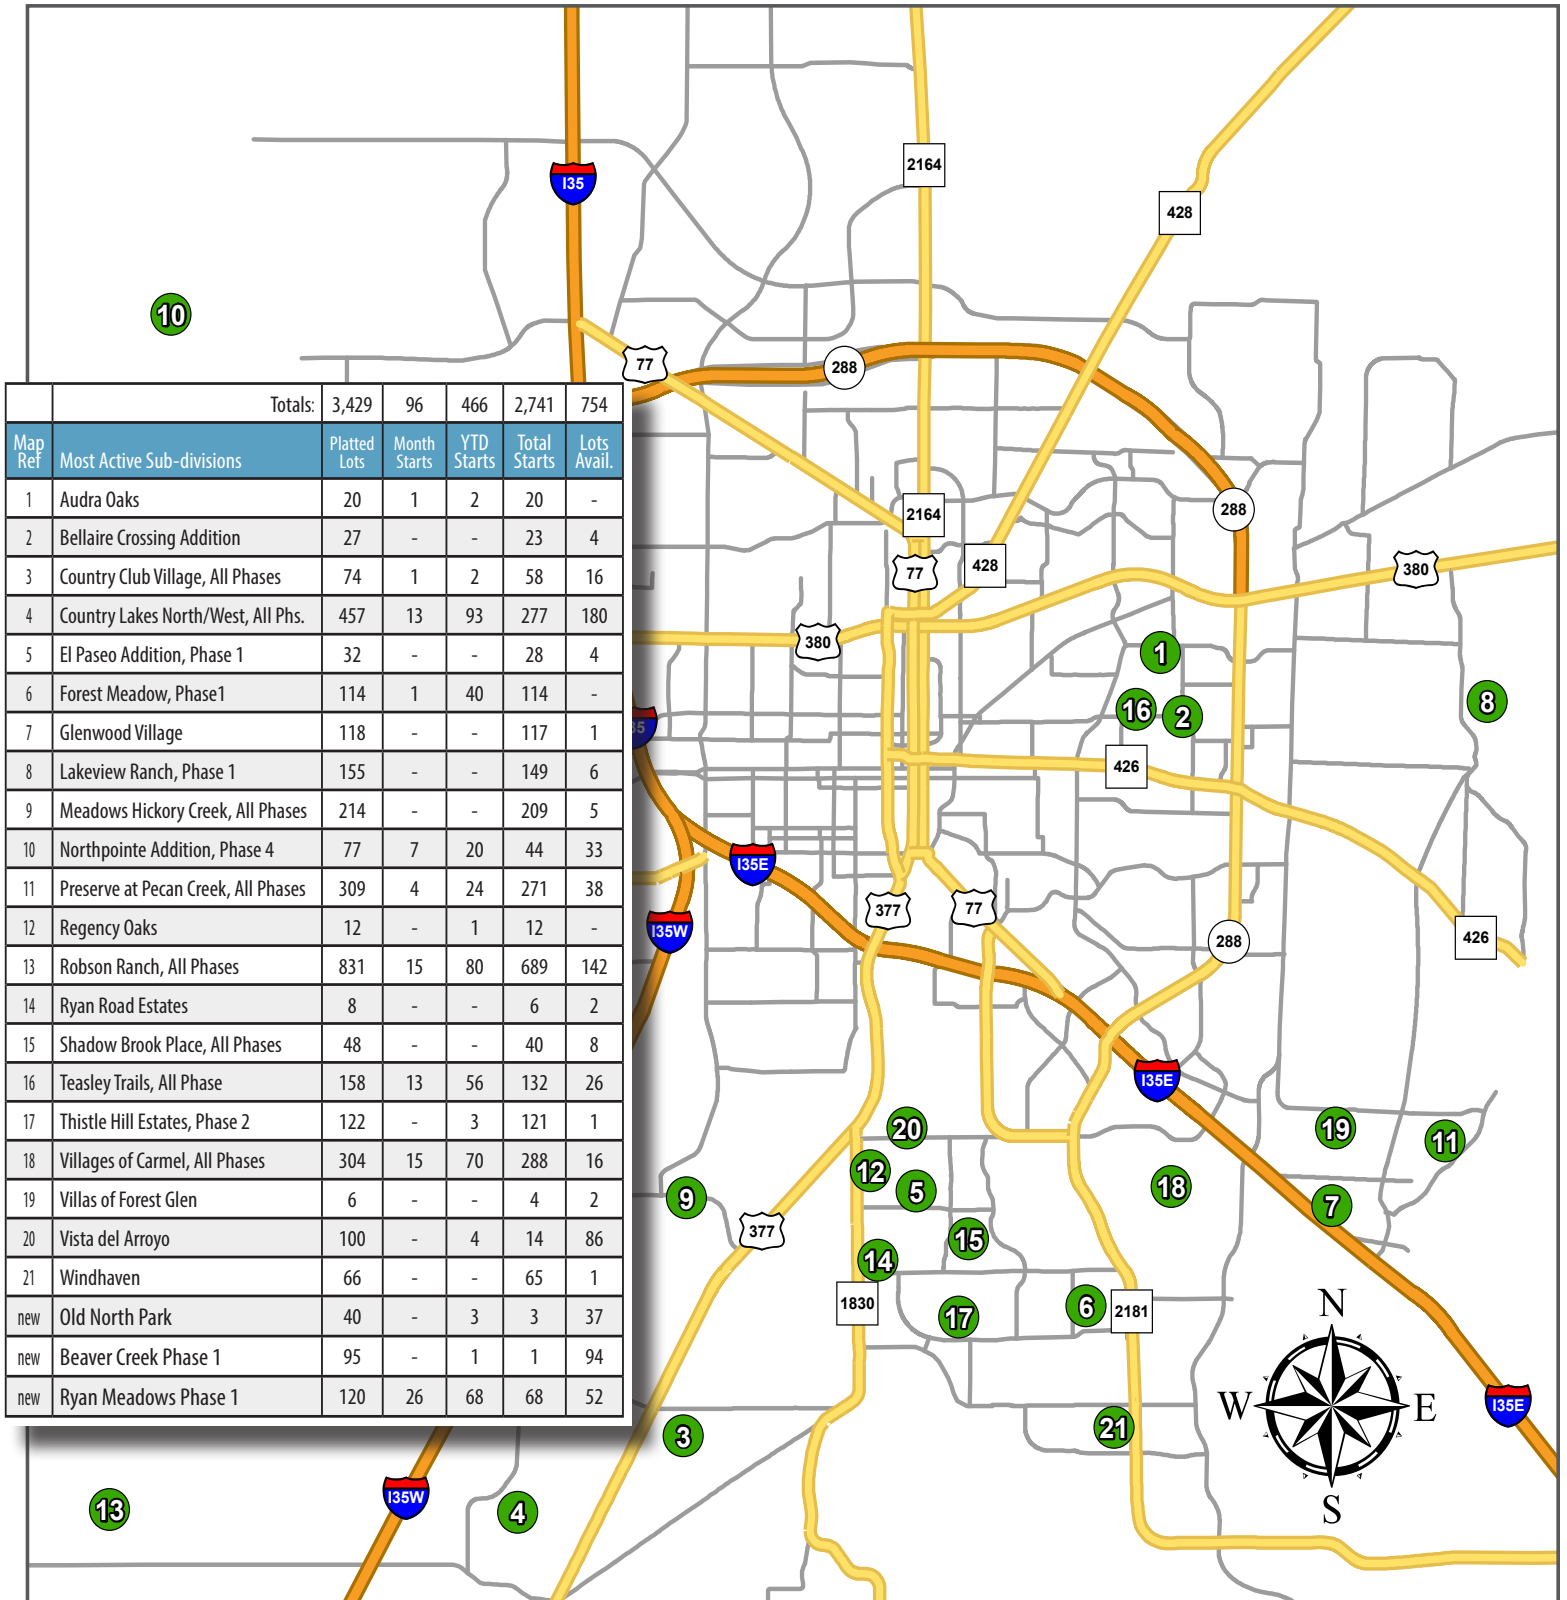 2164
I35
428
10
77
288
Totals: 3,429 96 466 2,741 754
Map Ref Most Active Sub-divisions Platted Lots Month Starts YTD Starts Total Starts Lots Avail.
1 Audra Oaks 20 1 2 20 -
2 Bellaire Crossing Addition 27 - - 23 4
3 Country Club Village, All Phases 74 1 2 58 16
4 Country Lakes North/West, All Phs. 457 13 93 277 180
5 El Paseo Addition, Phase 1 32 - - 28 4
6 Forest Meadow, Phase1 114 1 40 114 -
7 Glenwood Village 118 - - 117 1
8 Lakeview Ranch, Phase 1 155 - - 149 6
9 Meadows Hickory Creek, All Phases 214 - - 209 5
10 Northpointe Addition, Phase 4 77 7 20 44 33
11 Preserve at Pecan Creek, All Phases 309 4 24 271 38
12 Regency Oaks 12 - 1 12 -
13 Robson Ranch, All Phases 831 15 80 689 142
14 Ryan Road Estates 8 - - 6 2
15 Shadow Brook Place, All Phases 48 - - 40 8
16 Teasley Trails, All Phase 158 13 56 132 26
17 Thistle Hill Estates, Phase 2 122 - 3 121 1
18 Villages of Carmel, All Phases 304 15 70 288 16
19 Villas of Forest Glen 6 - - 4 2
20 Vista del Arroyo 100 - 4 14 86
21 Windhaven 66 - - 65 1
new Old North Park 40 - 3 3 37
new Beaver Creek Phase 1 95 - 1 1 94
new Ryan Meadows Phase 1 120 26 68 68 52
288
2164
428
77
380
380
1
8
16
2
35
426
I35E
377
77
I35W
288
426
I35E
20
19
11
12
5
18
9
7
377
15
14
1830
17
6
2181
N
W
E
S
I35E
21
3
I35W
13
4